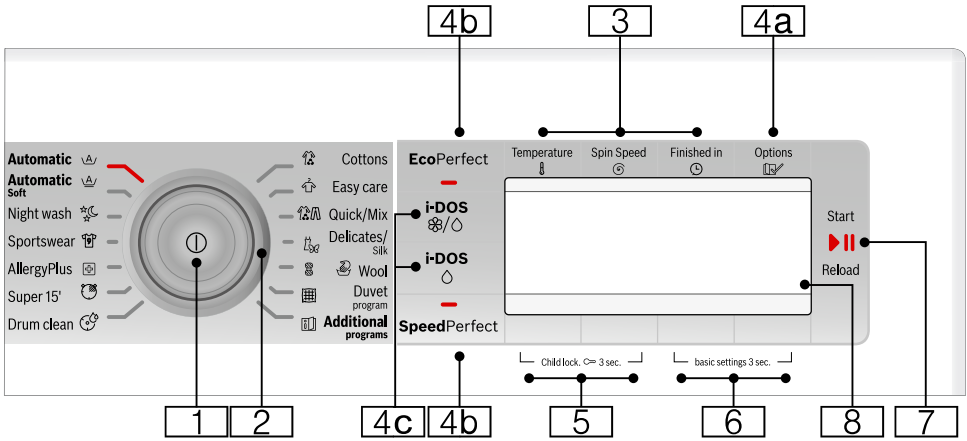 4b
3
4a
Automatic
Automatic
Soft
Night wash
Sportswear
AllergyPlus
Super 15'
Drum clean
Cottons
Easy care
Quick/Mix
Delicates/
Silk
Wool
Duvet
program
Additional
programs
EcoPerfect
i-DOS
i-DOS
SpeedPerfect
Temperature
Spin Speed
Finished in
Options
Start
Reload
Child lock. 3 sec.
basic settings 3 sec.
1
2
4c
4b
5
6
8
7